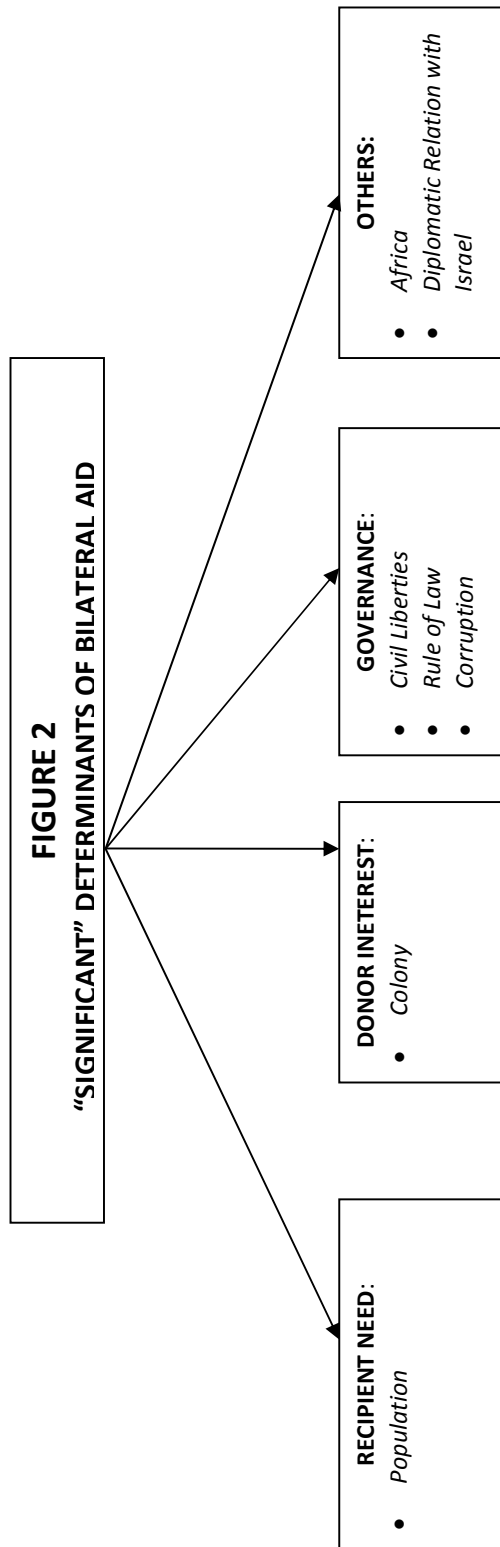 FIGURE 2
“SIGNIFICANT” DETERMINANTS OF BILATERAL AID
RECIPIENT NEED:
• Population
DONOR INETEREST:
• Colony
GOVERNANCE:
• Civil Liberties
• Rule of Law
• Corruption
OTHERS:
• Africa
• Diplomatic Relation with
Israel